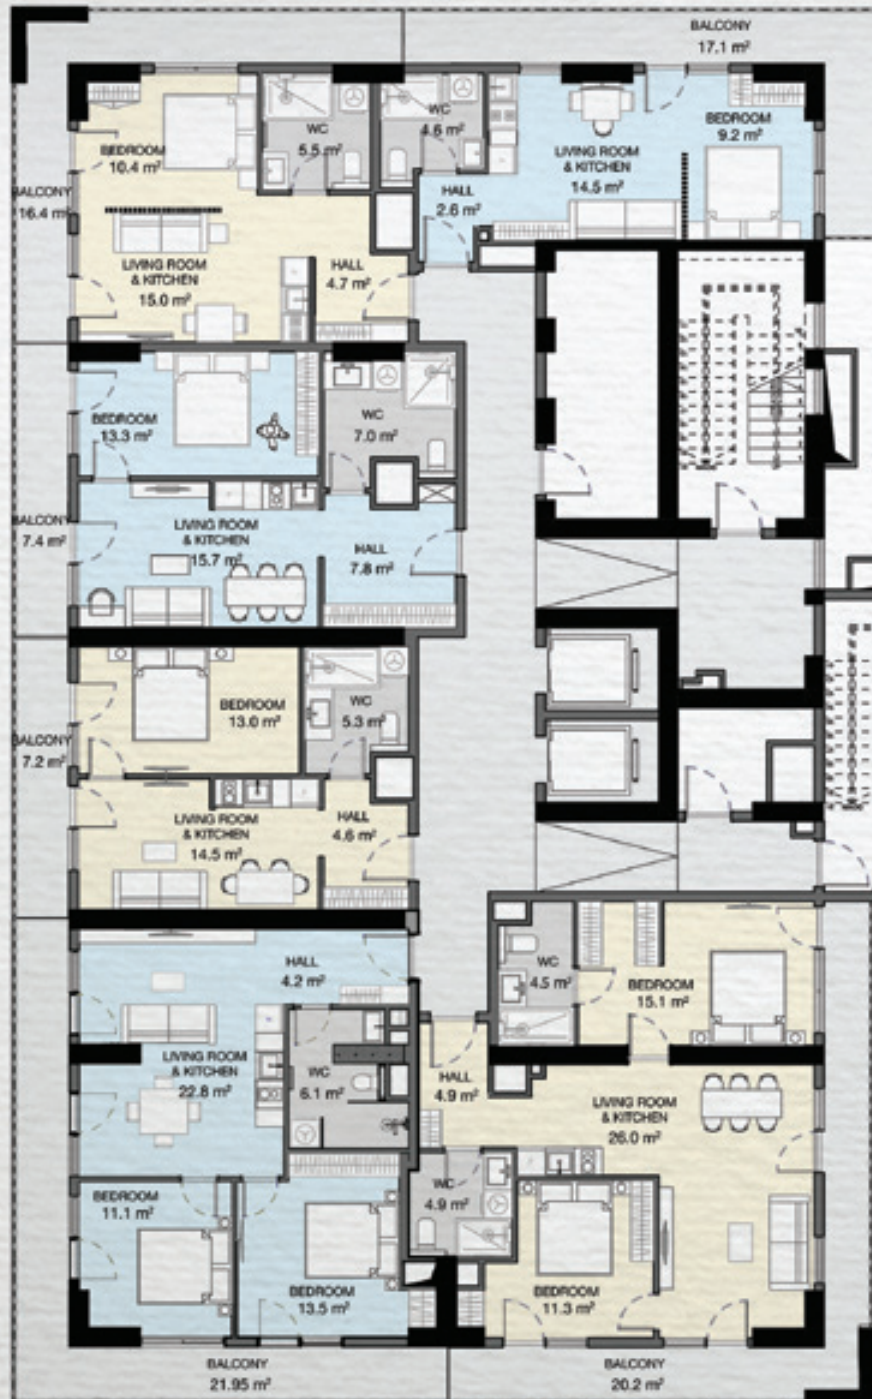 BALCONY
17.1 m²
WC
5.5 m²
WC
4.6 m²
BEDROOM
9.2 m²
BEDROOM
10.4 m²
LIVING ROOM
& KITCHEN
14.5 m²
BALCONY
16.4 m²
HALL
2.6 m²
LIVING ROOM
& KITCHEN
15.0 m²
HALL
4.7 m²
BEDROOM
13.3 m²
WC
7.0 m²
BALCONY
7.4 m²
LIVING ROOM
& KITCHEN
15.7 m²
HALL
7.8 m²
BEDROOM
13.0 m²
WC
5.3 m²
BALCONY
7.2 m²
LIVING ROOM
& KITCHEN
14.5 m²
HALL
4.6 m²
HALL
4.2 m²
WC
4.5 m²
BEDROOM
15.1 m²
LIVING ROOM
& KITCHEN
22.8 m²
WC
6.1 m²
HALL
4.9 m²
LIVING ROOM
& KITCHEN
26.0 m²
BEDROOM
11.1 m²
WC
4.9 m²
BEDROOM
13.5 m²
BEDROOM
11.3 m²
BALCONY
21.95 m²
BALCONY
20.2 m²